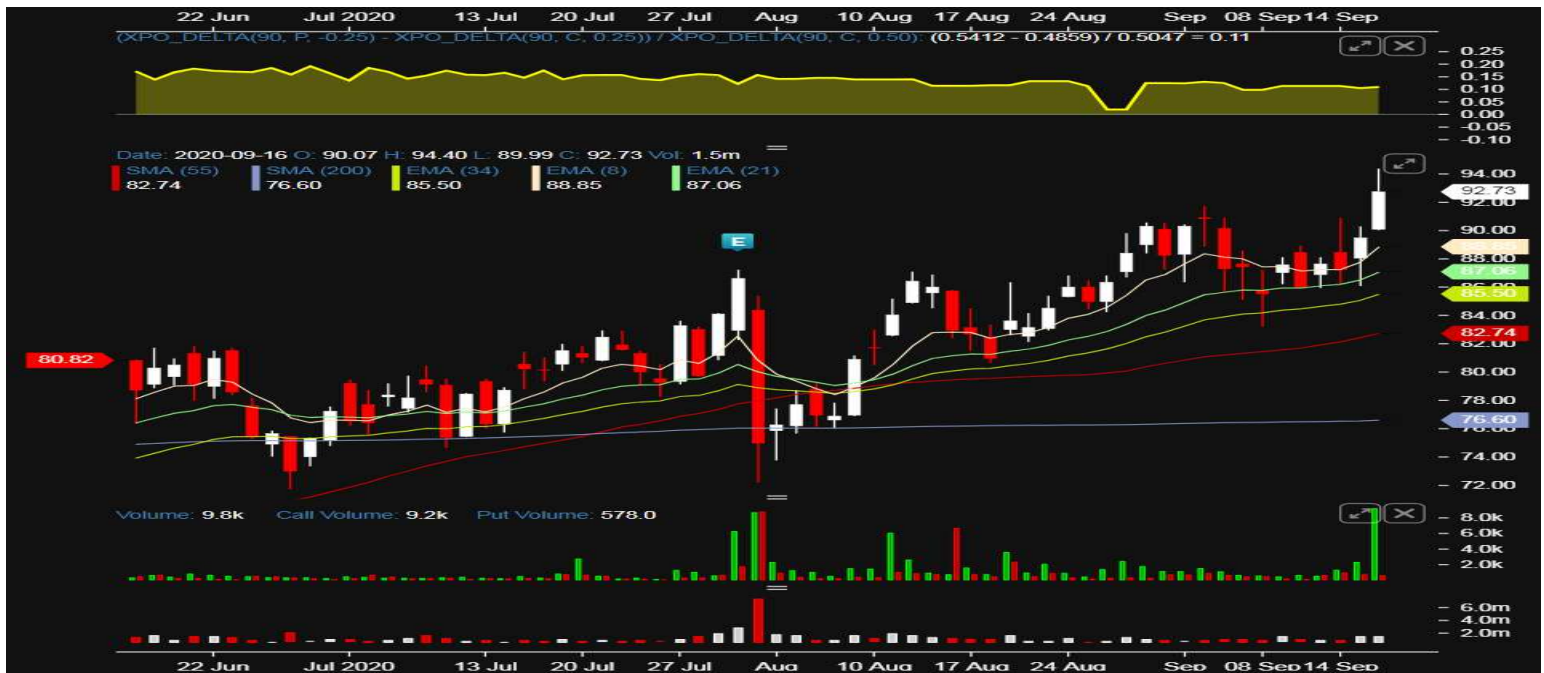 22 Jun Jul 2020 13 Jul 20 Jul 27 Jul Aug 10 Aug 17 Aug 24 Aug Sep 08 Sep 14 Sep
(XPO_DELTA(90, P, -0.25) - XPO_DELTA(90, C, 0.25)) / XPO_DELTA(90, C, 0.50): (0.5412 - 0.4859) / 0.5047 = 0.11
0.25
0.20
0.15
0.10
0.05
0.00
-0.05
-0.10
Date: 2020-09-16 O: 90.07 H: 94.40 L: 89.99 C: 92.73 Vol: 1.5m
SMA (55) SMA (200) EMA (34) EMA (8) EMA (21)
82.74 76.60 85.50 88.85 87.06
94.00
92.73
92.00
90.00
E
88.85
88.00
87.06
86.00
85.50
84.00
82.74
82.00
80.82
80.00
78.00
76.60
76.00
74.00
72.00
Volume: 9.8k Call Volume: 9.2k Put Volume: 578.0
8.0k
6.0k
4.0k
2.0k
6.0m
4.0m
2.0m
22 Jun Jul 2020 13 Jul 20 Jul 27 Jul Aug 10 Aug 17 Aug 24 Aug Sep 08 Sep 14 Sep